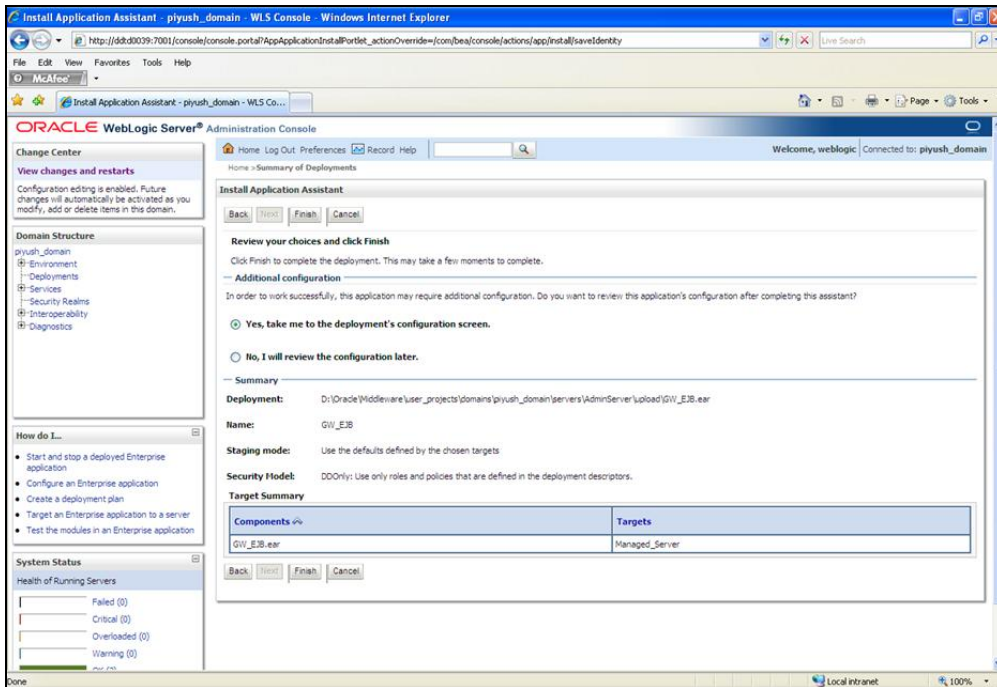 Install Application Assistant - piyush_domain - WLS Console - Windows Internet Explorer
http://ddtd0039:7001/console/console.portal?AppApplicationInstallPortlet_actionOverride=/com/bea/console/actions/app/install/saveIdentity
Live Search
File Edit View Favorites Tools Help
McAfee
Install Application Assistant - piyush_domain - WLS Co...
Page Tools
ORACLE WebLogic Server® Administration Console
Change Center
View changes and restarts
Configuration editing is enabled. Future
changes will automatically be activated as you
modify, add or delete items in this domain.
Domain Structure
piyush_domain
Environment
Deployments
Services
Security Realms
Interoperability
Diagnostics
How do I...
Start and stop a deployed Enterprise
application
Configure an Enterprise application
Create a deployment plan
Target an Enterprise application to a server
Test the modules in an Enterprise application
System Status
Health of Running Servers
Failed (0)
Critical (0)
Overloaded (0)
Warning (0)
Home Log Out Preferences Record Help
Welcome, weblogic Connected to: piyush_domain
Home >Summary of Deployments
Install Application Assistant
Back Next Finish Cancel
Review your choices and click Finish
Click Finish to complete the deployment. This may take a few moments to complete.
Additional configuration
In order to work successfully, this application may require additional configuration. Do you want to review this application's configuration after completing this assistant?
Yes, take me to the deployment's configuration screen.
No, I will review the configuration later.
Summary
Deployment: D:\Oracle\Middleware\user_projects\domains\piyush_domain\servers\AdminServer\upload\GW_EJB.ear
Name: GW_EJB
Staging mode: Use the defaults defined by the chosen targets
Security Model: DDOnly: Use only roles and policies that are defined in the deployment descriptors.
Target Summary
Components Targets
GW_EJB.ear Managed_Server
Back Next Finish Cancel
Done
Local intranet
100%